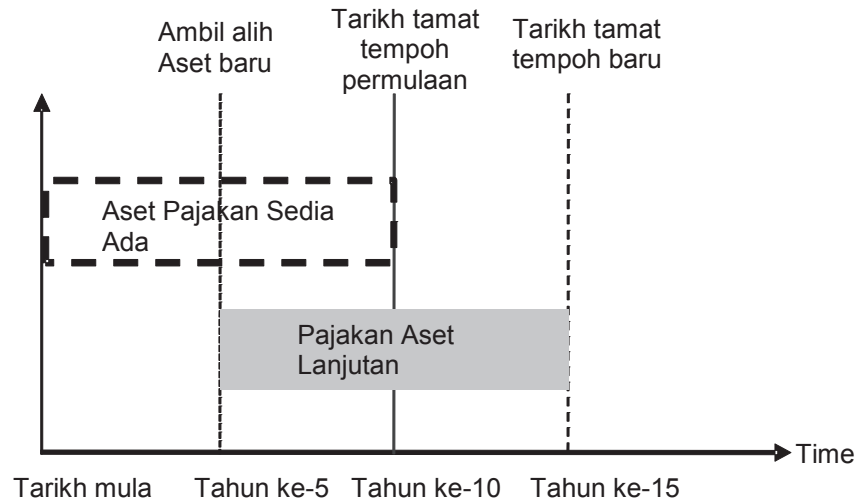 Ambil alih
Aset baru
Tarikh tamat
tempoh
permulaan
Tarikh tamat
tempoh baru
Aset Pajakan Sedia
Ada
Pajakan Aset
Lanjutan
Time
Tarikh mula
Tahun ke-5
Tahun ke-10
Tahun ke-15